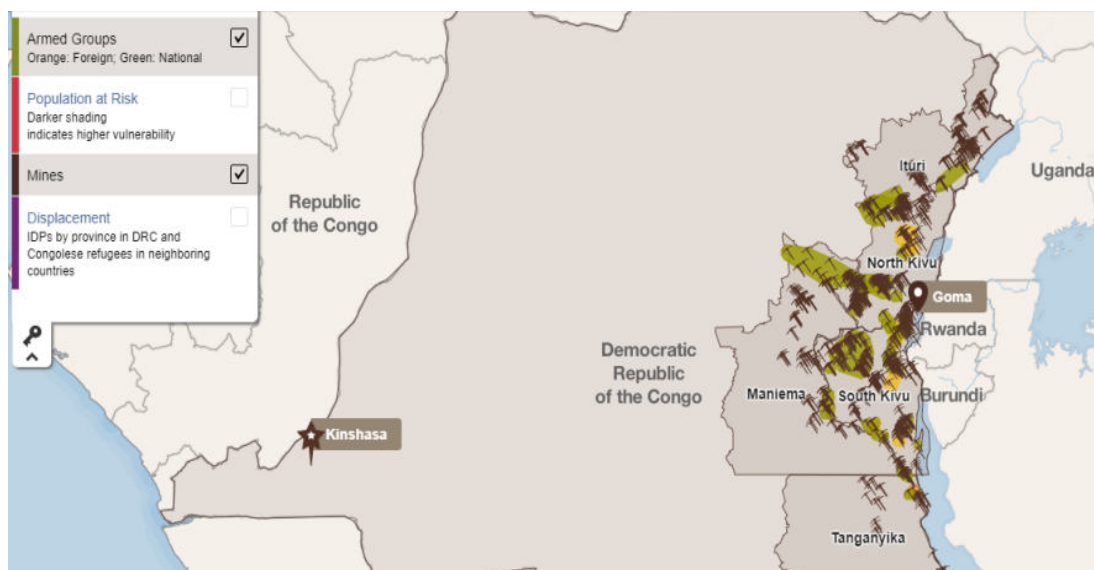 Armed Groups
Orange: Foreign; Green: National
Population at Risk
Darker shading
indicates higher vulnerability
Mines
Displacement
IDPs by province in DRC and
Congolese refugees in neighboring
countries
Republic
of the Congo
Kinshasa
Democratic
Republic
of the Congo
Itúri
Uganda
North Kivu
Goma
Rwanda
Maniema
South Kivu
Burundi
Tanganyika